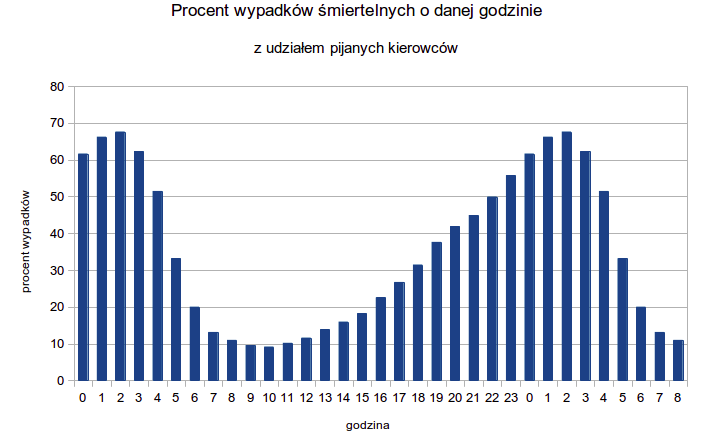 Procent wypadków śmiertelnych o danej godzinie
z udziałem pijanych kierowców
80
70
60
50
40
30
20
10
0
procent wypadków
0 1 2 3 4 5 6 7 8 9 10 11 12 13 14 15 16 17 18 19 20 21 22 23 0 1 2 3 4 5 6 7 8
godzina